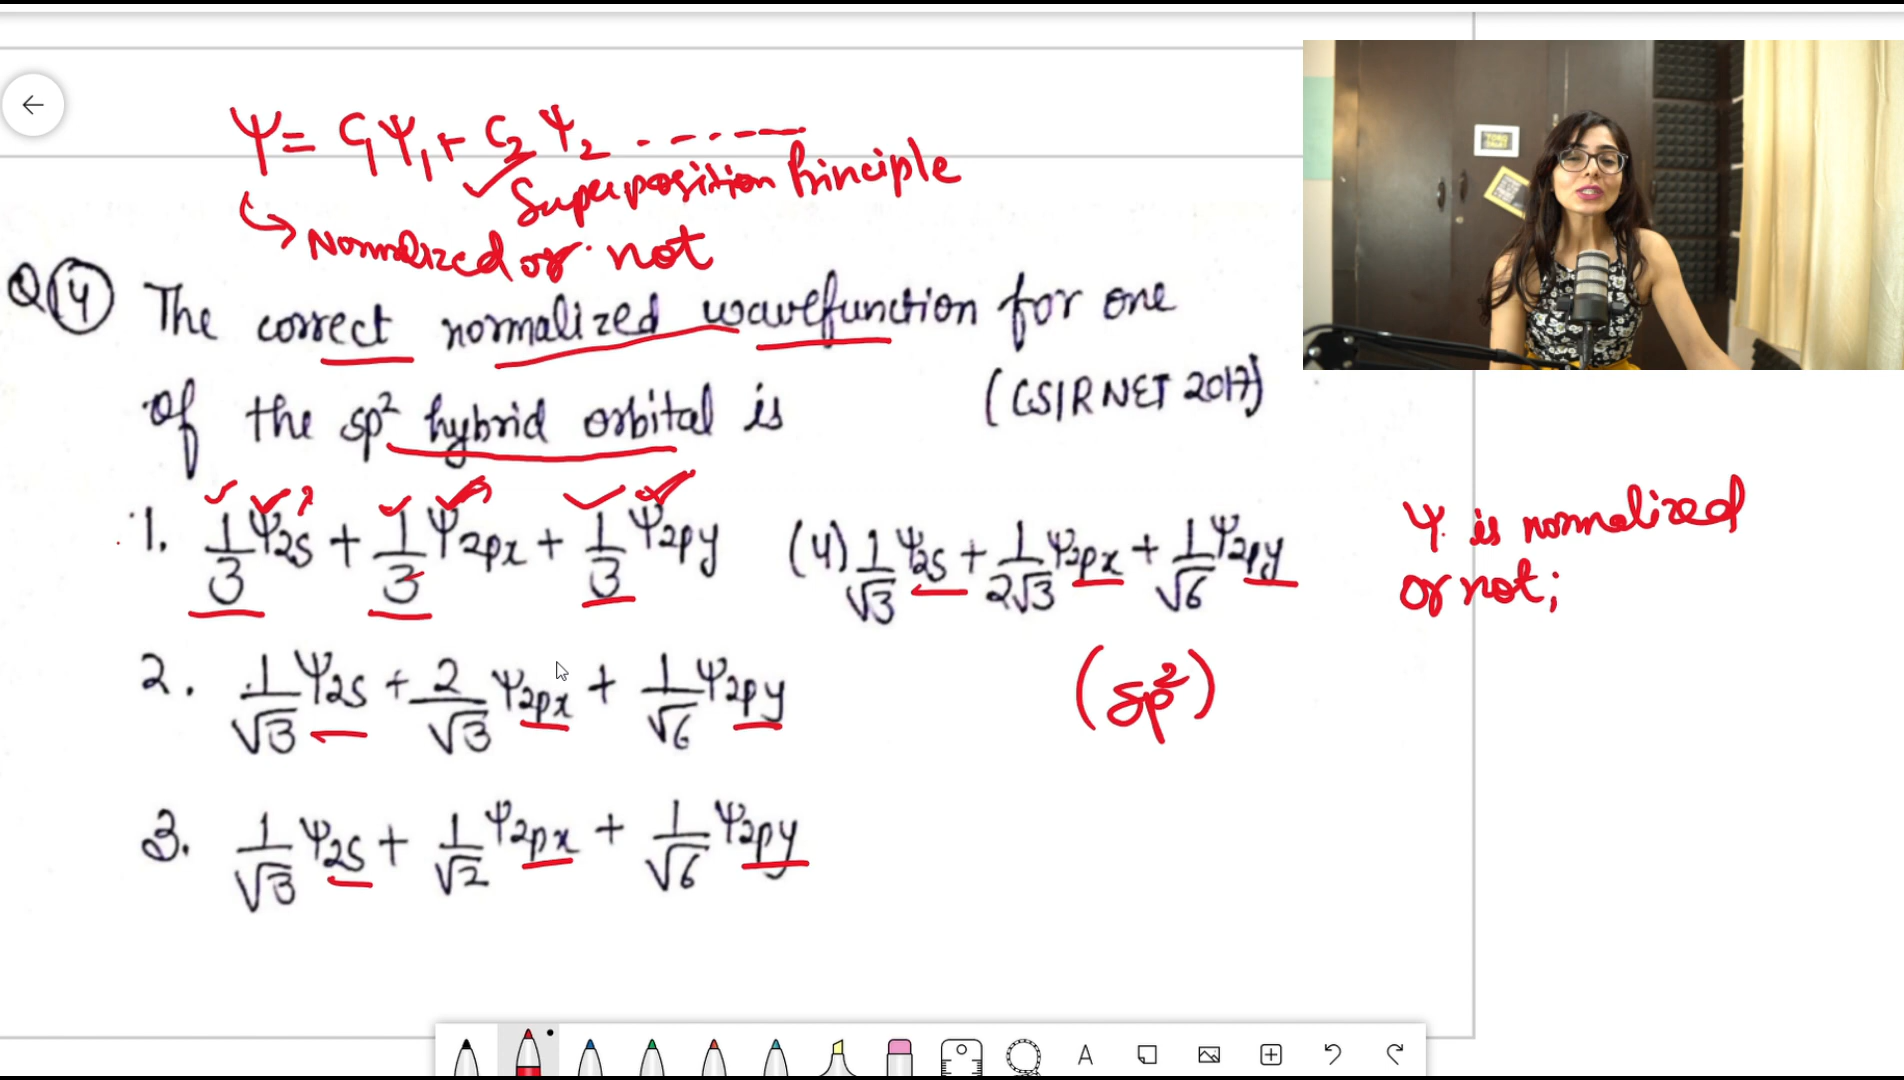 Ψ = C₁Ψ₁ + C₂Ψ₂ -------
Superposition Principle
↳ Normalized or not
Q(14) The correct normalized wavefunction for one
of the sp² hybrid orbital is (CSIR NET 2017)
1. 1/3 Ψ2s + 1/3 Ψ2px + 1/3 Ψ2py (4) 1/√3 Ψ2s + 1/2√3 Ψ2px + 1/√6 Ψ2py
2. 1/√3 Ψ2s + 2/√3 Ψ2px + 1/√6 Ψ2py
3. 1/√3 Ψ2s + 1/√2 Ψ2px + 1/√6 Ψ2py
Ψ is normalized
or not;
(sp²)
A